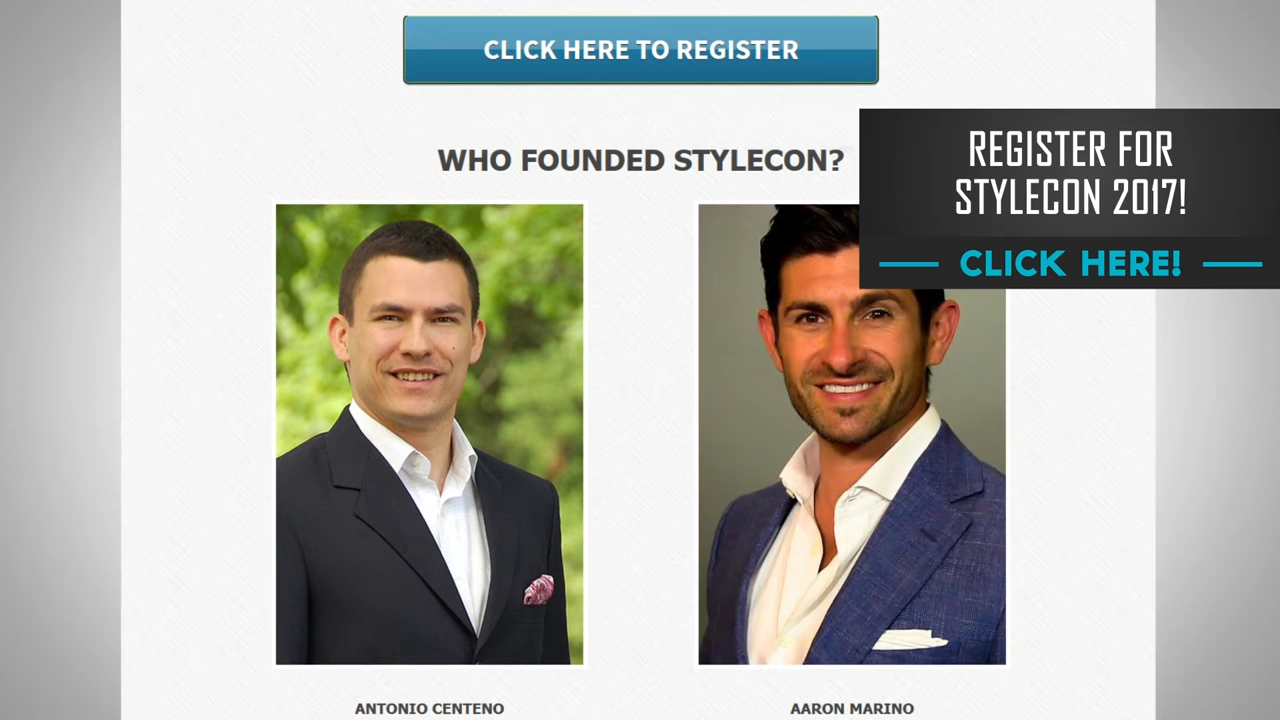 CLICK HERE TO REGISTER
WHO FOUNDED STYLECON?
REGISTER FOR
STYLECON 2017!
CLICK HERE!
ANTONIO CENTENO
AARON MARINO